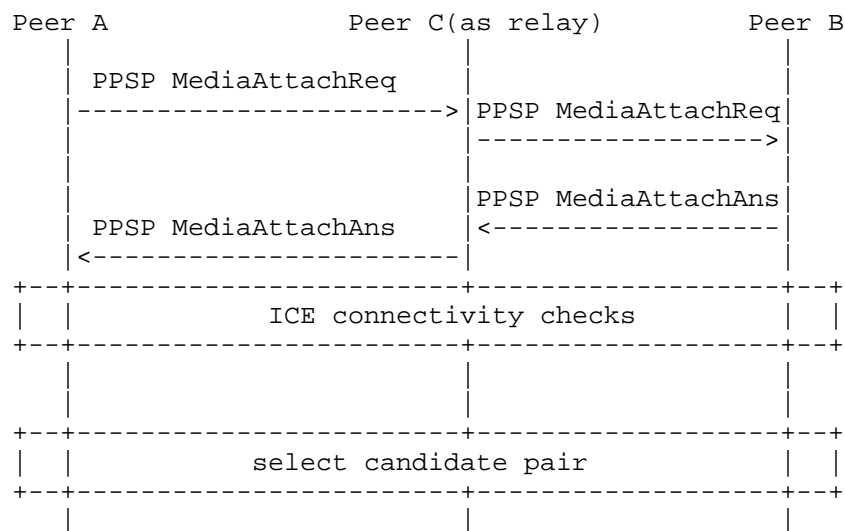 Peer A Peer C(as relay) Peer B
PPSP MediaAttachReq
PPSP MediaAttachReq
PPSP MediaAttachAns
PPSP MediaAttachAns
ICE connectivity checks
select candidate pair